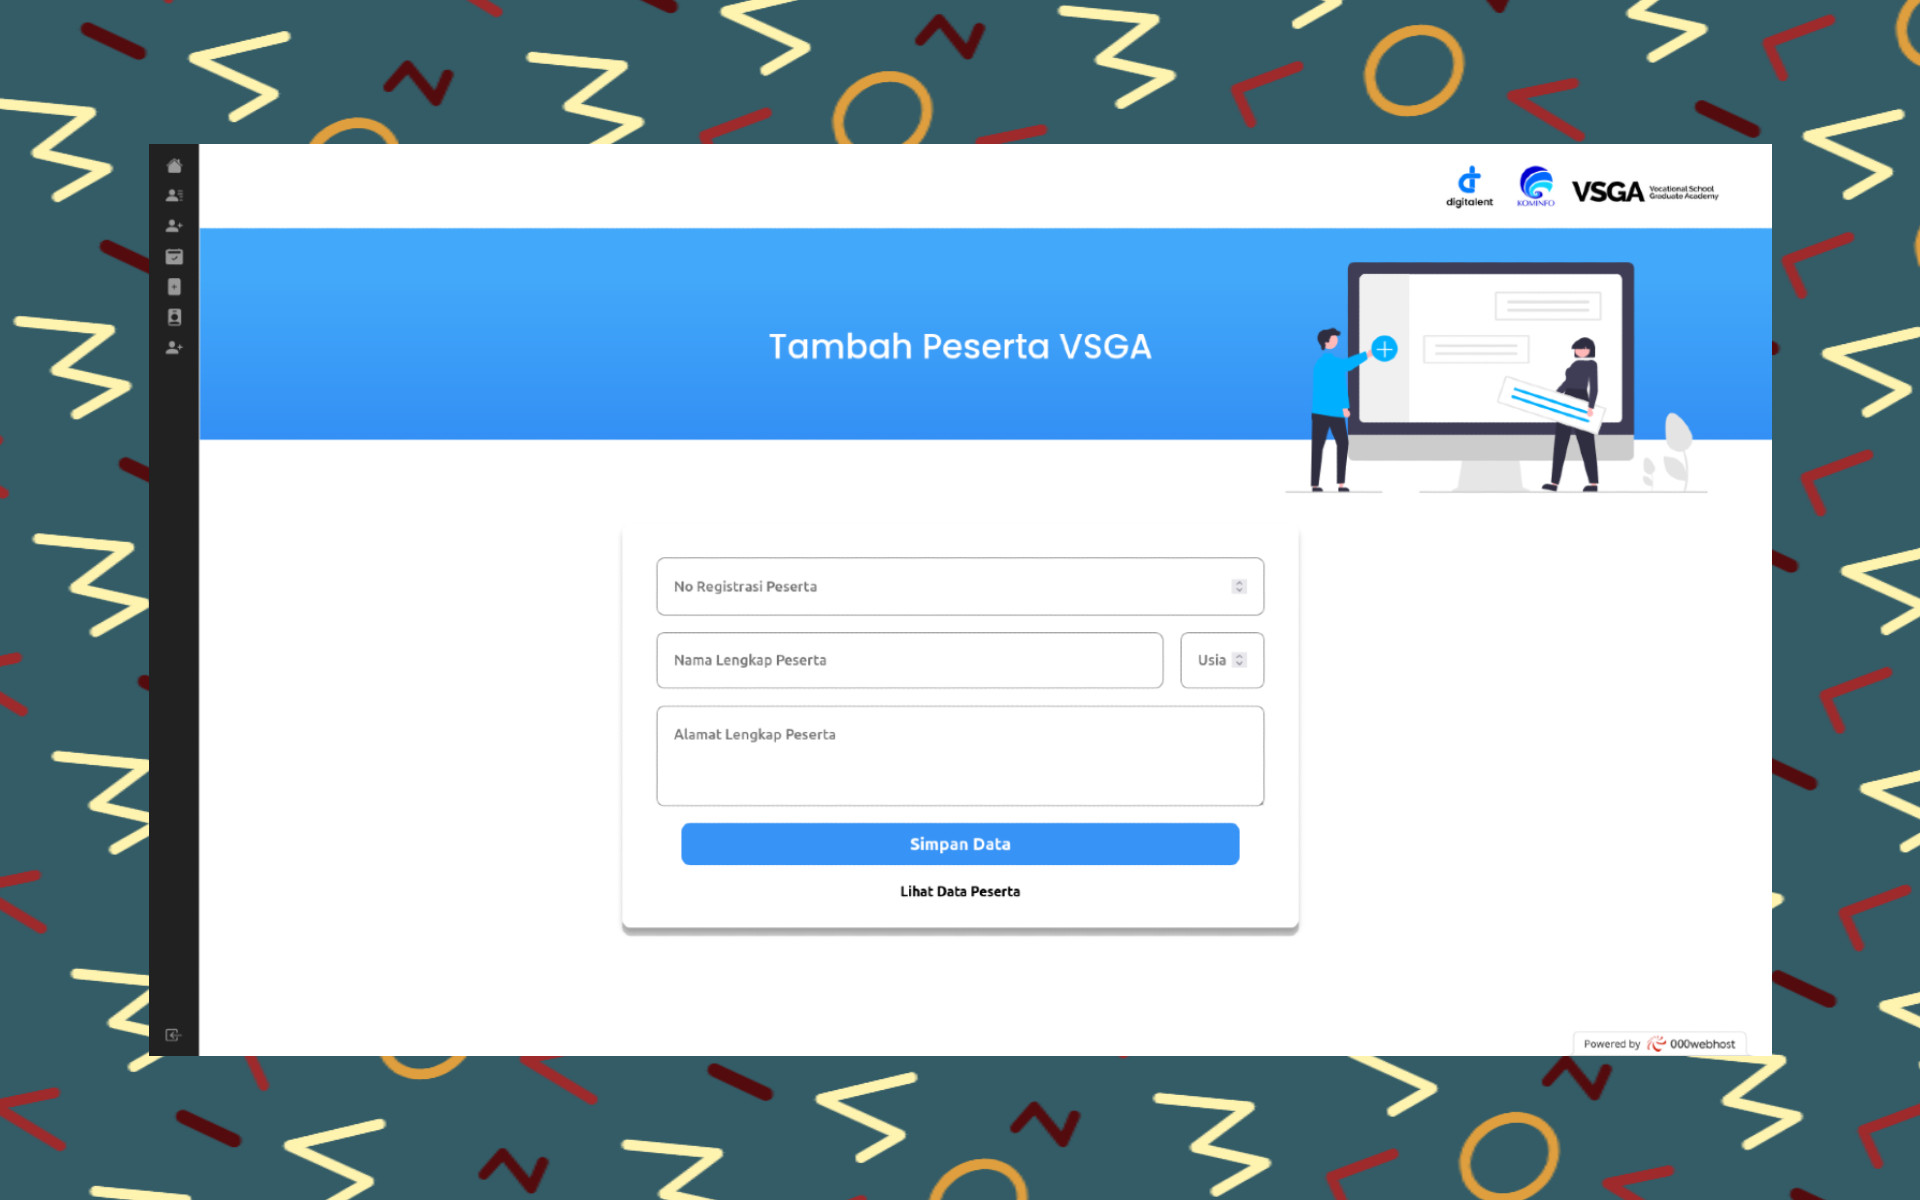 digitalent
KOMINFO
VSGA
Vocational School
Graduate Academy
Tambah Peserta VSGA
No Registrasi Peserta
Nama Lengkap Peserta
Usia
Alamat Lengkap Peserta
Simpan Data
Lihat Data Peserta
Powered by 000webhost